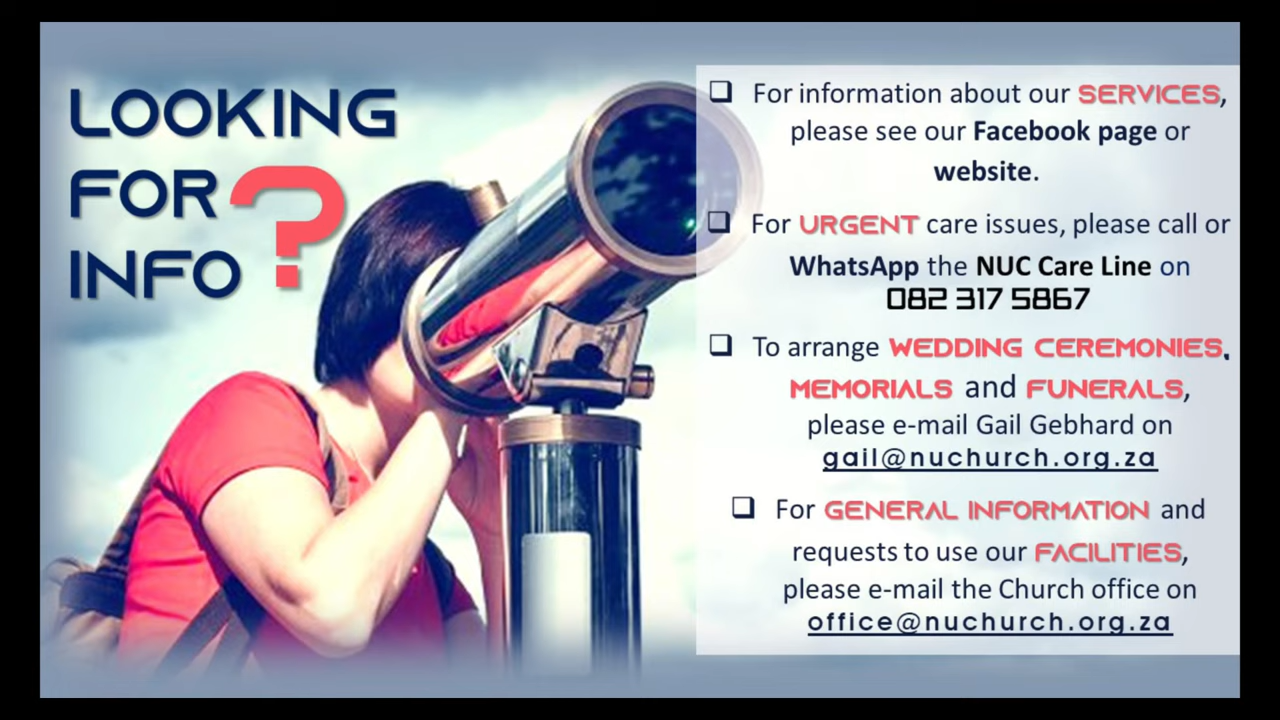 LOOKING
FOR
INFO ?
❑ For information about our SERVICES,
please see our Facebook page or
website.
❑ For URGENT care issues, please call or
WhatsApp the NUC Care Line on
082 317 5867
❑ To arrange WEDDING CEREMONIES,
MEMORIALS and FUNERALS,
please e-mail Gail Gebhard on
gail@nuchurch.org.za
❑ For GENERAL INFORMATION and
requests to use our FACILITIES,
please e-mail the Church office on
office@nuchurch.org.za